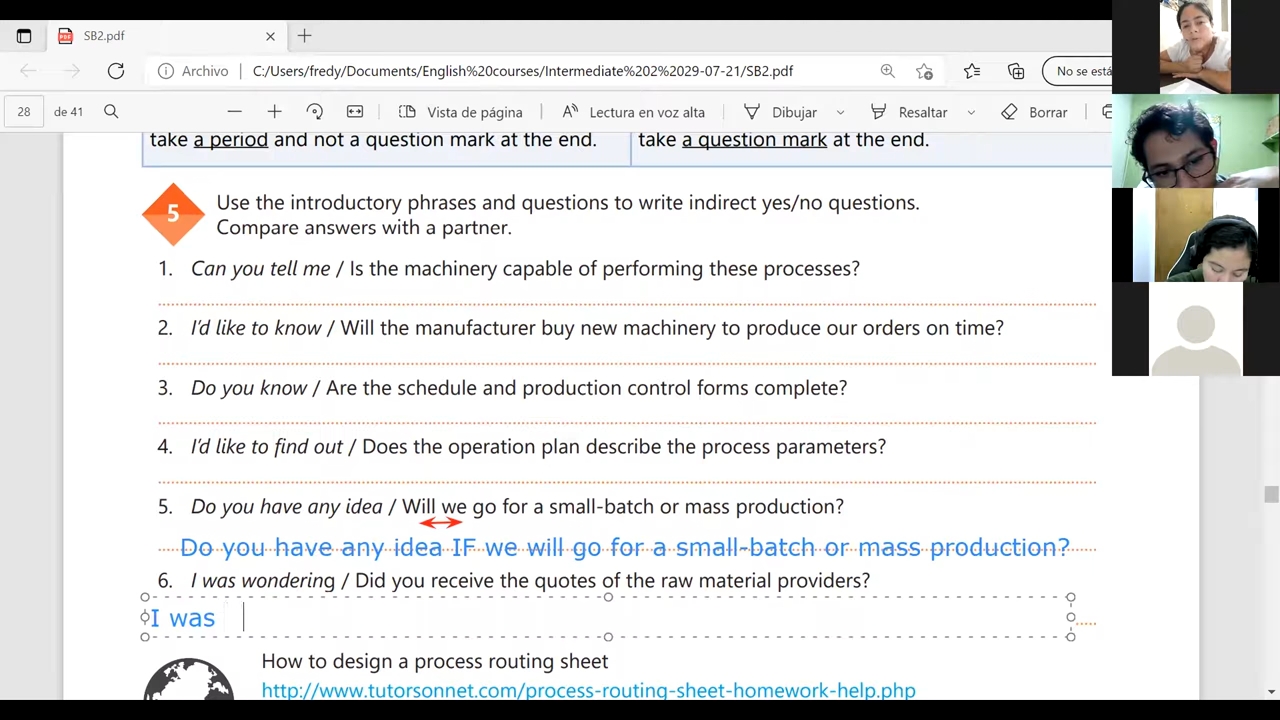 SB2.pdf
Archivo C:/Users/fredy/Documents/English%20courses/Intermediate%202%2029-07-21/SB2.pdf No se está
28 de 41 Vista de página Lectura en voz alta Dibujar Resaltar Borrar
take a period and not a question mark at the end. take a question mark at the end.
5 Use the introductory phrases and questions to write indirect yes/no questions.
Compare answers with a partner.
1. Can you tell me / Is the machinery capable of performing these processes?
2. I'd like to know / Will the manufacturer buy new machinery to produce our orders on time?
3. Do you know / Are the schedule and production control forms complete?
4. I'd like to find out / Does the operation plan describe the process parameters?
5. Do you have any idea / Will we go for a small-batch or mass production?
Do you have any idea IF we will go for a small-batch or mass production?
6. I was wondering / Did you receive the quotes of the raw material providers?
I was
How to design a process routing sheet
http://www.tutorsonnet.com/process-routing-sheet-homework-help.php